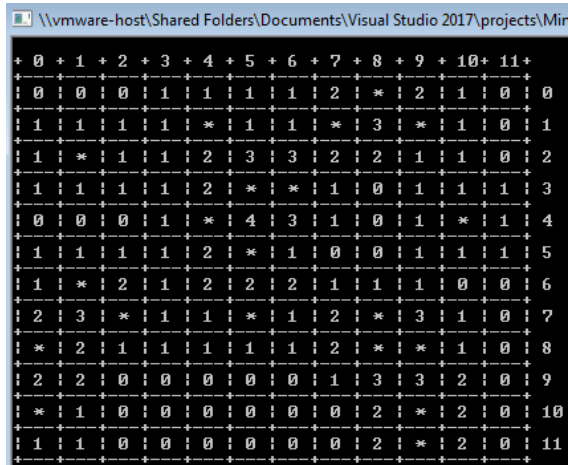 \\vmware-host\Shared Folders\Documents\Visual Studio 2017\projects\Min
+ 0 + 1 + 2 + 3 + 4 + 5 + 6 + 7 + 8 + 9 + 10+ 11+
+---+---+---+---+---+---+---+---+---+---+---+---+
¦ 0 ¦ 0 ¦ 0 ¦ 1 ¦ 1 ¦ 1 ¦ 1 ¦ 2 ¦ * ¦ 2 ¦ 1 ¦ 0 ¦ 0
+---+---+---+---+---+---+---+---+---+---+---+---+
¦ 1 ¦ 1 ¦ 1 ¦ 1 ¦ * ¦ 1 ¦ 1 ¦ * ¦ 3 ¦ * ¦ 1 ¦ 0 ¦ 1
+---+---+---+---+---+---+---+---+---+---+---+---+
¦ 1 ¦ * ¦ 1 ¦ 1 ¦ 2 ¦ 3 ¦ 3 ¦ 2 ¦ 2 ¦ 1 ¦ 1 ¦ 0 ¦ 2
+---+---+---+---+---+---+---+---+---+---+---+---+
¦ 1 ¦ 1 ¦ 1 ¦ 1 ¦ 2 ¦ * ¦ * ¦ 1 ¦ 0 ¦ 1 ¦ 1 ¦ 1 ¦ 3
+---+---+---+---+---+---+---+---+---+---+---+---+
¦ 0 ¦ 0 ¦ 0 ¦ 1 ¦ * ¦ 4 ¦ 3 ¦ 1 ¦ 0 ¦ 1 ¦ * ¦ 1 ¦ 4
+---+---+---+---+---+---+---+---+---+---+---+---+
¦ 1 ¦ 1 ¦ 1 ¦ 1 ¦ 2 ¦ * ¦ 1 ¦ 0 ¦ 0 ¦ 1 ¦ 1 ¦ 1 ¦ 5
+---+---+---+---+---+---+---+---+---+---+---+---+
¦ 1 ¦ * ¦ 2 ¦ 1 ¦ 2 ¦ 2 ¦ 2 ¦ 1 ¦ 1 ¦ 1 ¦ 0 ¦ 0 ¦ 6
+---+---+---+---+---+---+---+---+---+---+---+---+
¦ 2 ¦ 3 ¦ * ¦ 1 ¦ 1 ¦ * ¦ 1 ¦ 2 ¦ * ¦ 3 ¦ 1 ¦ 0 ¦ 7
+---+---+---+---+---+---+---+---+---+---+---+---+
¦ * ¦ 2 ¦ 1 ¦ 1 ¦ 1 ¦ 1 ¦ 1 ¦ 2 ¦ * ¦ * ¦ 1 ¦ 0 ¦ 8
+---+---+---+---+---+---+---+---+---+---+---+---+
¦ 2 ¦ 2 ¦ 0 ¦ 0 ¦ 0 ¦ 0 ¦ 0 ¦ 1 ¦ 3 ¦ 3 ¦ 2 ¦ 0 ¦ 9
+---+---+---+---+---+---+---+---+---+---+---+---+
¦ * ¦ 1 ¦ 0 ¦ 0 ¦ 0 ¦ 0 ¦ 0 ¦ 0 ¦ 2 ¦ * ¦ 2 ¦ 0 ¦ 10
+---+---+---+---+---+---+---+---+---+---+---+---+
¦ 1 ¦ 1 ¦ 0 ¦ 0 ¦ 0 ¦ 0 ¦ 0 ¦ 0 ¦ 2 ¦ * ¦ 2 ¦ 0 ¦ 11